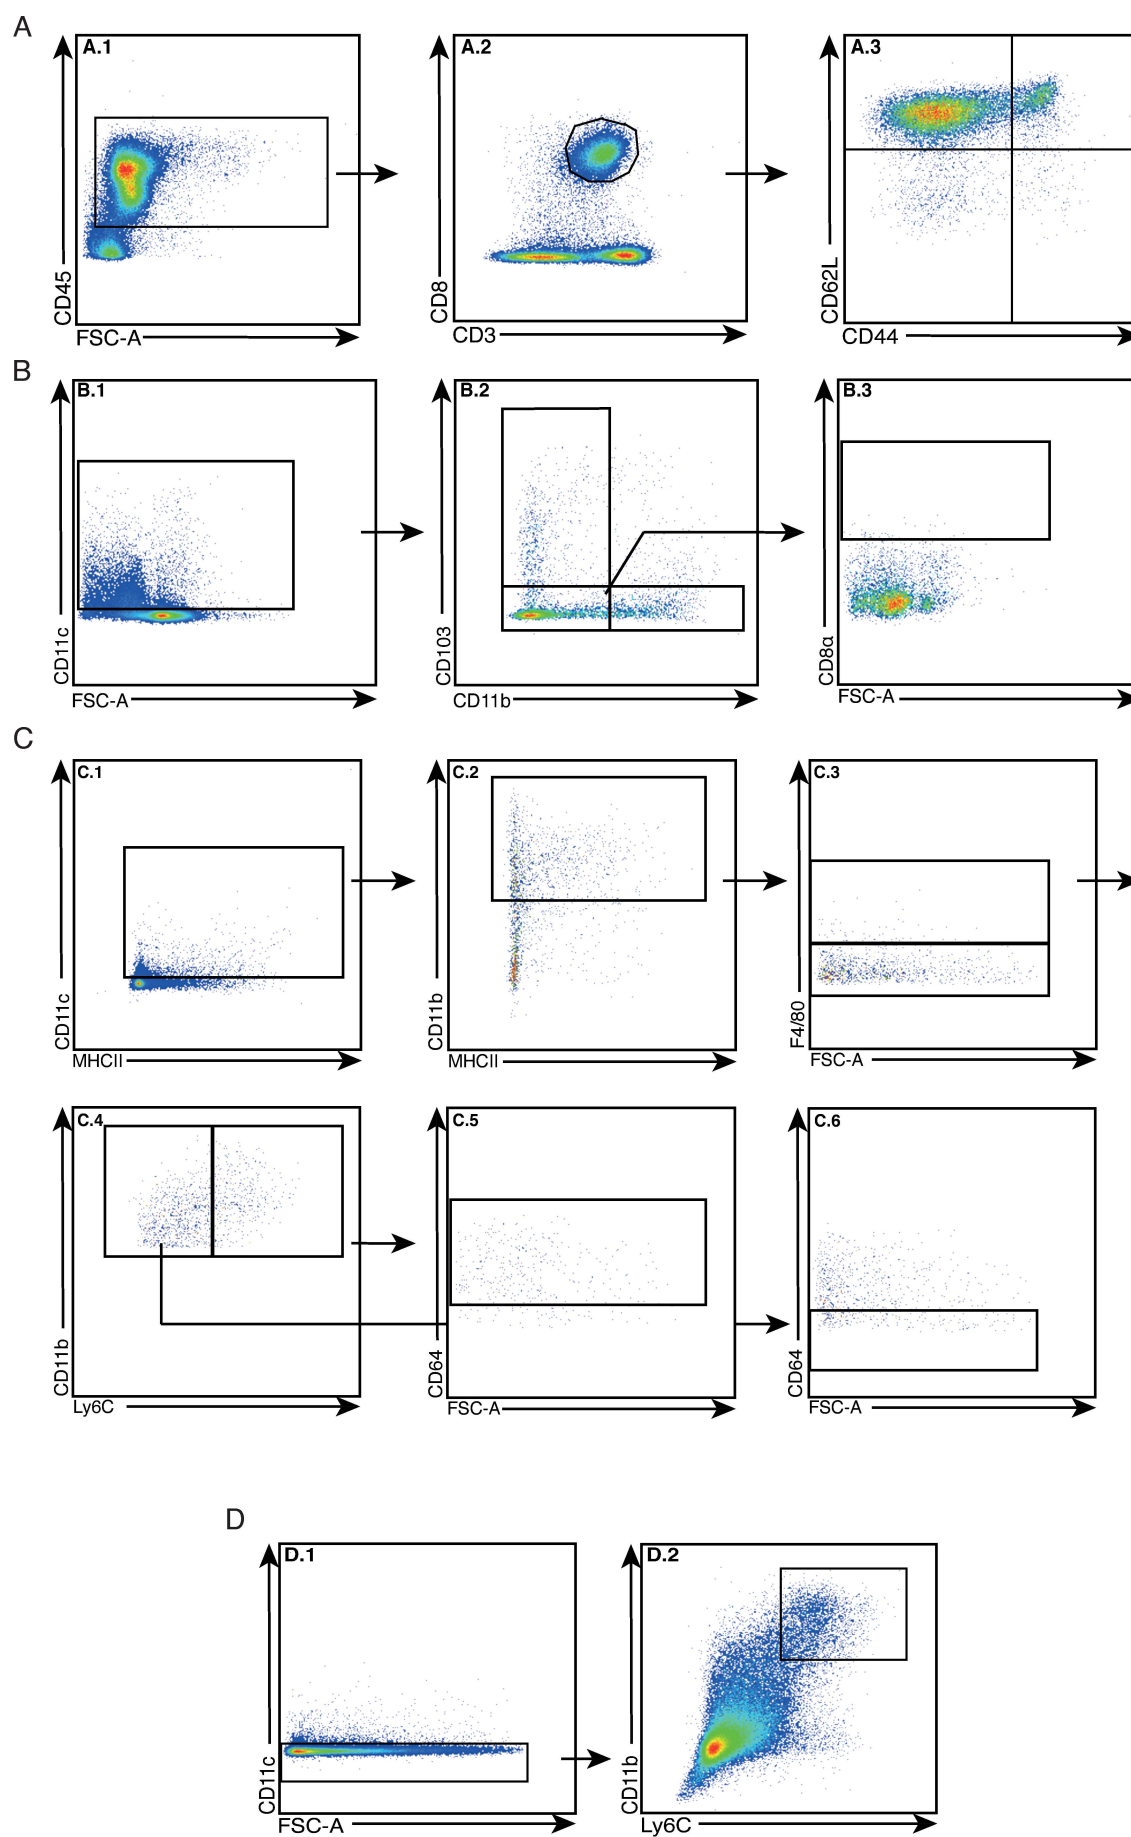 A
A.1
A.2
A.3
CD45
FSC-A
CD8
CD3
CD62L
CD44
B
B.1
B.2
B.3
CD11c
FSC-A
CD103
CD11b
CD8α
FSC-A
C
C.1
C.2
C.3
CD11c
MHCII
CD11b
MHCII
F4/80
FSC-A
C.4
C.5
C.6
CD11b
Ly6C
CD64
FSC-A
CD64
FSC-A
D
D.1
D.2
CD11c
FSC-A
CD11b
Ly6C